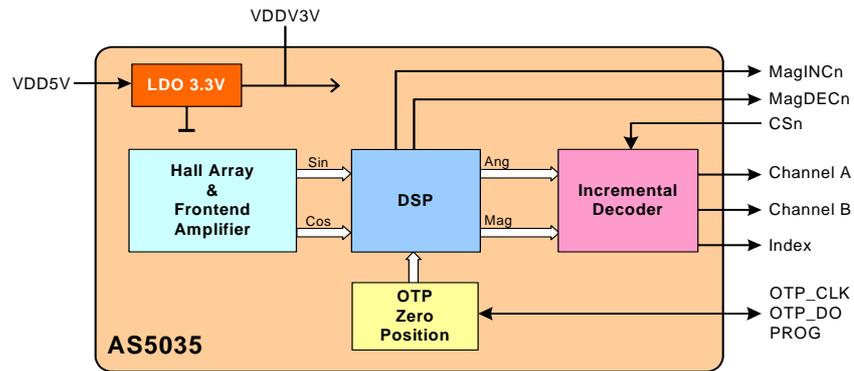 VDDV3V
VDD5V
LDO 3.3V
MagINCn
MagDECn
CSn
Hall Array
&
Frontend
Amplifier
Sin
Cos
DSP
Ang
Mag
Incremental
Decoder
Channel A
Channel B
Index
OTP
Zero
Position
OTP_CLK
OTP_DO
PROG
AS5035